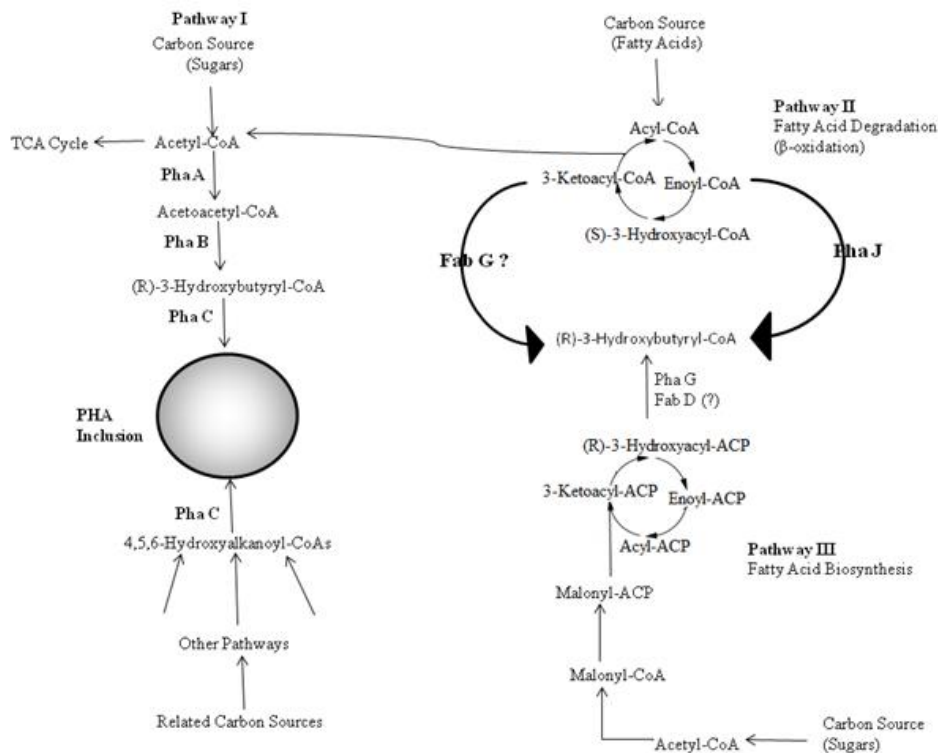 Pathway I
Carbon Source
(Sugars)
TCA Cycle
Acetyl-CoA
Pha A
Acetoacetyl-CoA
Pha B
(R)-3-Hydroxybutyryl-CoA
Pha C
PHA
Inclusion
Pha C
4,5,6-Hydroxyalkanoyl-CoAs
Other Pathways
Related Carbon Sources
Carbon Source
(Fatty Acids)
Pathway II
Fatty Acid Degradation
(β-oxidation)
Acyl-CoA
3-Ketoacyl-CoA
Enoyl-CoA
(S)-3-Hydroxyacyl-CoA
Fab G ?
Pha J
(R)-3-Hydroxybutyryl-CoA
Pha G
Fab D (?)
(R)-3-Hydroxyacyl-ACP
3-Ketoacyl-ACP
Enoyl-ACP
Acyl-ACP
Pathway III
Fatty Acid Biosynthesis
Malonyl-ACP
Malonyl-CoA
Acetyl-CoA
Carbon Source
(Sugars)